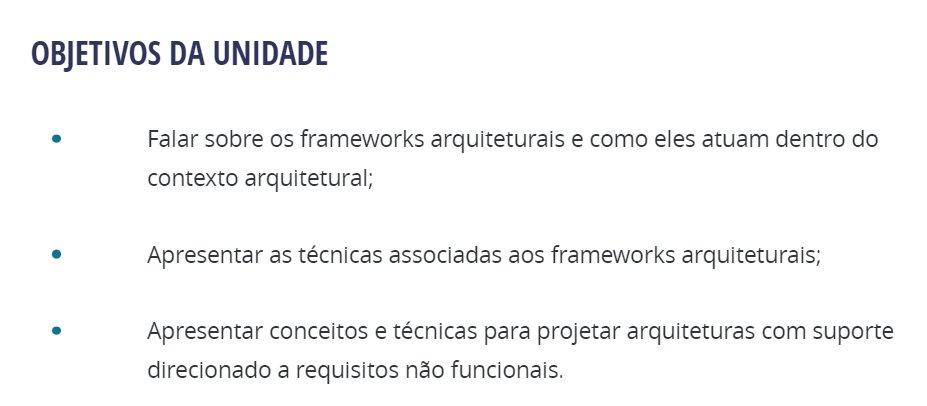 OBJETIVOS DA UNIDADE
• Falar sobre os frameworks arquiteturais e como eles atuam dentro do
contexto arquitetural;
• Apresentar as técnicas associadas aos frameworks arquiteturais;
• Apresentar conceitos e técnicas para projetar arquiteturas com suporte
direcionado a requisitos não funcionais.